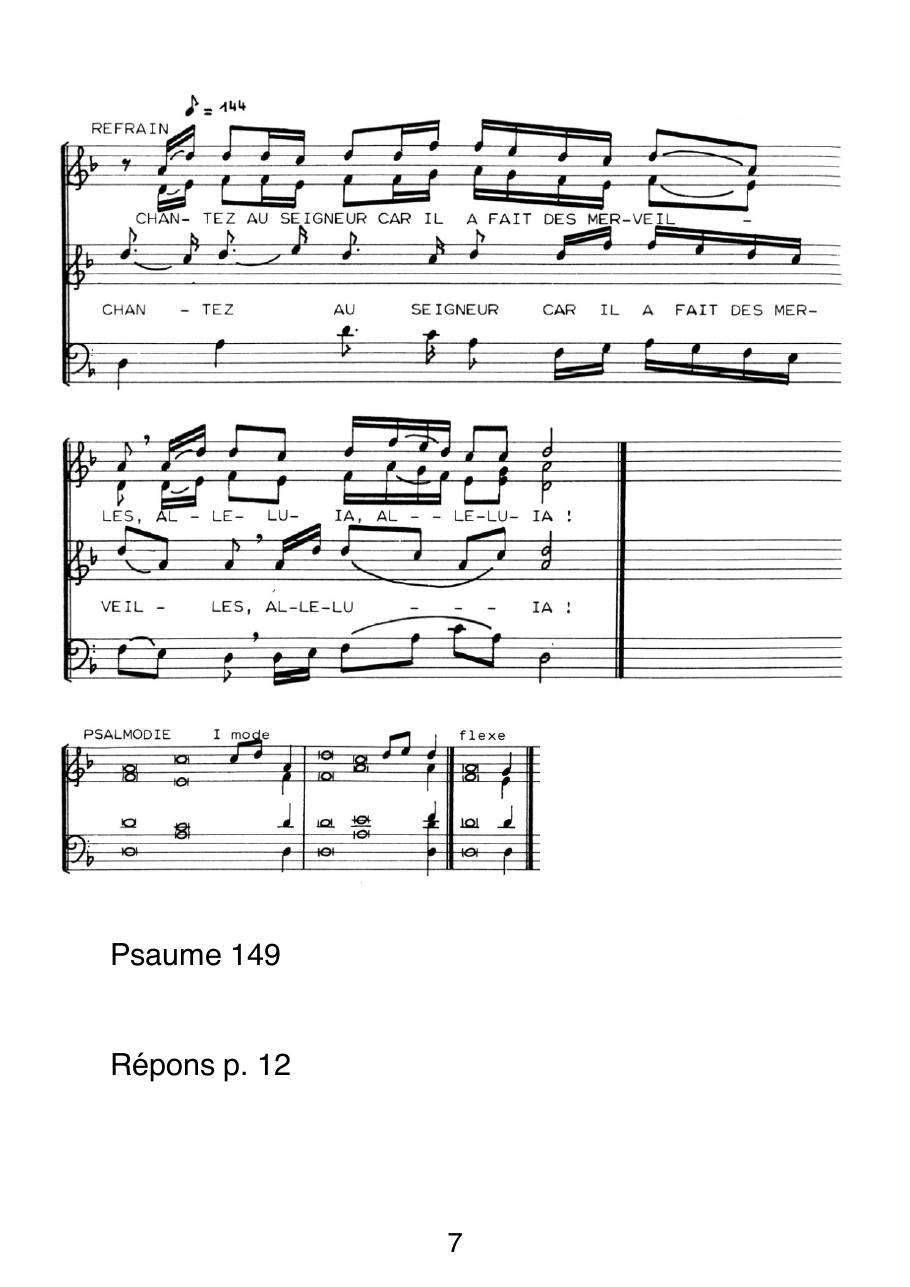 ♪ = 144
REFRAIN
CHAN- TEZ AU SEIGNEUR CAR IL A FAIT DES MER-VEIL -
CHAN - TEZ AU SEIGNEUR CAR IL A FAIT DES MER-
LES, AL - LE- LU- IA, AL - - LE-LU- IA !
VEIL - LES, AL-LE-LU - - - IA !
PSALMODIE I mode flexe
Psaume 149
Répons p. 12
7